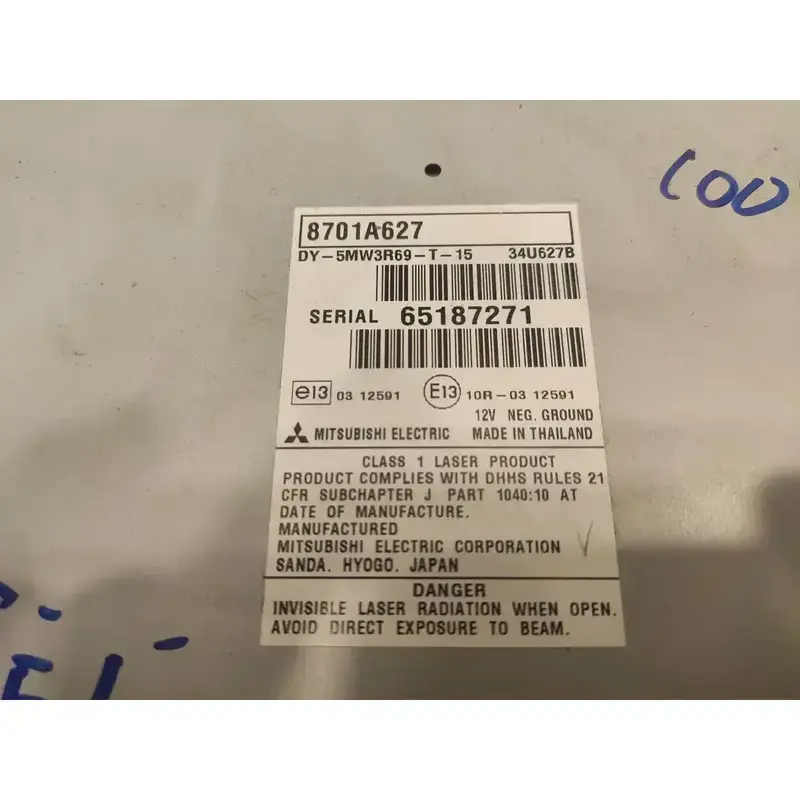 8701A627
DY-5MW3R69-T-15 34U627B
SERIAL 65187271
e13 03 12591 E13 10R-03 12591
12V NEG. GROUND
MITSUBISHI ELECTRIC MADE IN THAILAND
CLASS 1 LASER PRODUCT
PRODUCT COMPLIES WITH DHHS RULES 21
CFR SUBCHAPTER J PART 1040:10 AT
DATE OF MANUFACTURE.
MANUFACTURED
MITSUBISHI ELECTRIC CORPORATION
SANDA. HYOGO. JAPAN
DANGER
INVISIBLE LASER RADIATION WHEN OPEN.
AVOID DIRECT EXPOSURE TO BEAM.